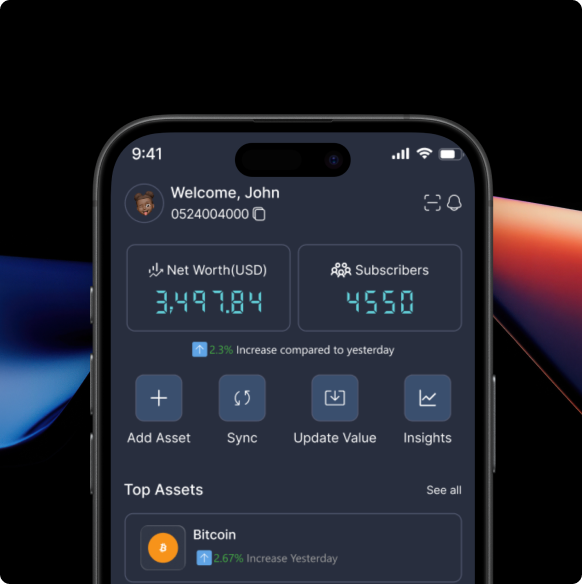 9:41
Welcome, John
0524004000
Net Worth(USD)
3,497.84
Subscribers
4550
2.3% Increase compared to yesterday
Add Asset
Sync
Update Value
Insights
Top Assets
See all
Bitcoin
2.67% Increase Yesterday